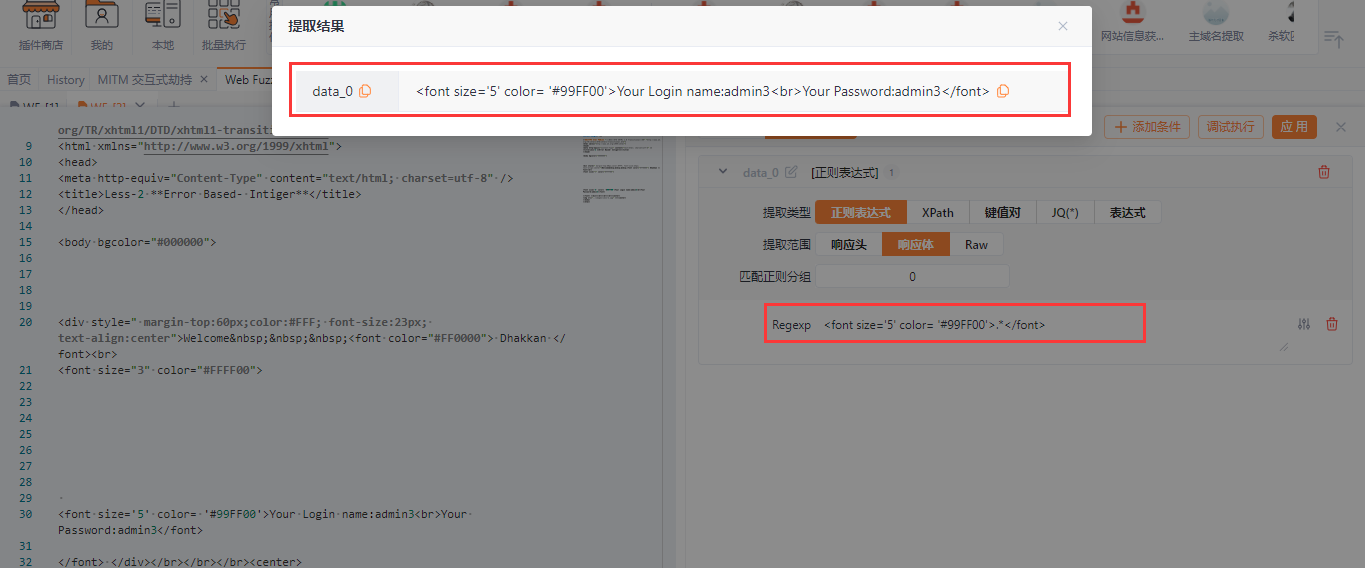 插件商店
我的
本地
批量执行
提取结果
网站信息获...
主域名提取
data_0
<font size='5' color= '#99FF00'>Your Login name:admin3<br>Your Password:admin3</font>
首页
History
MITM 交互式劫持
Web Fuz
添加条件
调试执行
应 用
org/TR/xhtml1/DTD/xhtml1-transiti
9 <html·xmlns="http://www.w3.org/1999/xhtml">
10 <head>
11 <meta·http-equiv="Content-Type"·content="text/html;·charset=utf-8"·/>
12 <title>Less-2·**Error·Based-·Intiger**</title>
13 </head>
14
15 <body·bgcolor="#000000">
16
17
18
19
20 <div·style="·margin-top:60px;color:#FFF;·font-size:23px;·
text-align:center">Welcome&nbsp;&nbsp;&nbsp;<font·color="#FF0000">·Dhakkan·</
font><br>
21 <font·size="3"·color="#FFFF00">
22
23
24
25
26
27
28
29 ·
30 <font·size='5'·color=·'#99FF00'>Your·Login·name:admin3<br>Your·
Password:admin3</font>
31
32 </font>·</div></br></br></br><center>
data_0
[正则表达式]
1
提取类型
正则表达式
XPath
键值对
JQ(*)
表达式
提取范围
响应头
响应体
Raw
匹配正则分组
0
Regexp <font size='5' color= '#99FF00'>.*</font>